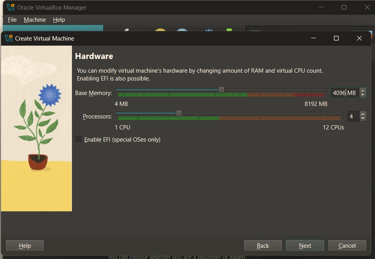 Oracle VirtualBox Manager
File Machine Help
Create Virtual Machine
Hardware
You can modify virtual machine's hardware by changing amount of RAM and virtual CPU count.
Enabling EFI is also possible.
Base Memory: 4096 MB
4 MB 8192 MB
Processors: 4
1 CPU 12 CPUs
Enable EFI (special OSes only)
Help Back Next Cancel